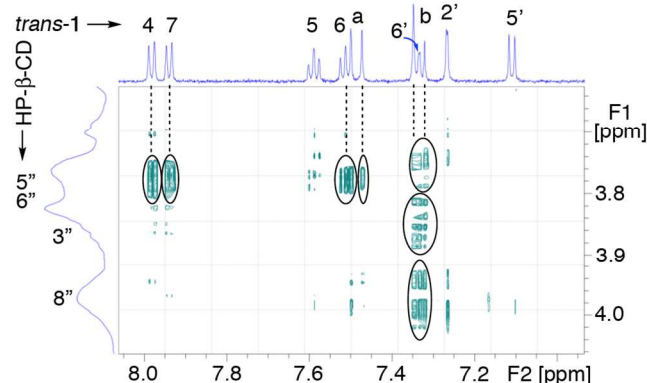 trans-1 → 4 7 5 6 a 6' b 2' 5'
HP-β-CD →
F1
[ppm]
5”
6”
3”
8”
3.8
3.9
4.0
8.0 7.8 7.6 7.4 7.2 F2 [ppm]